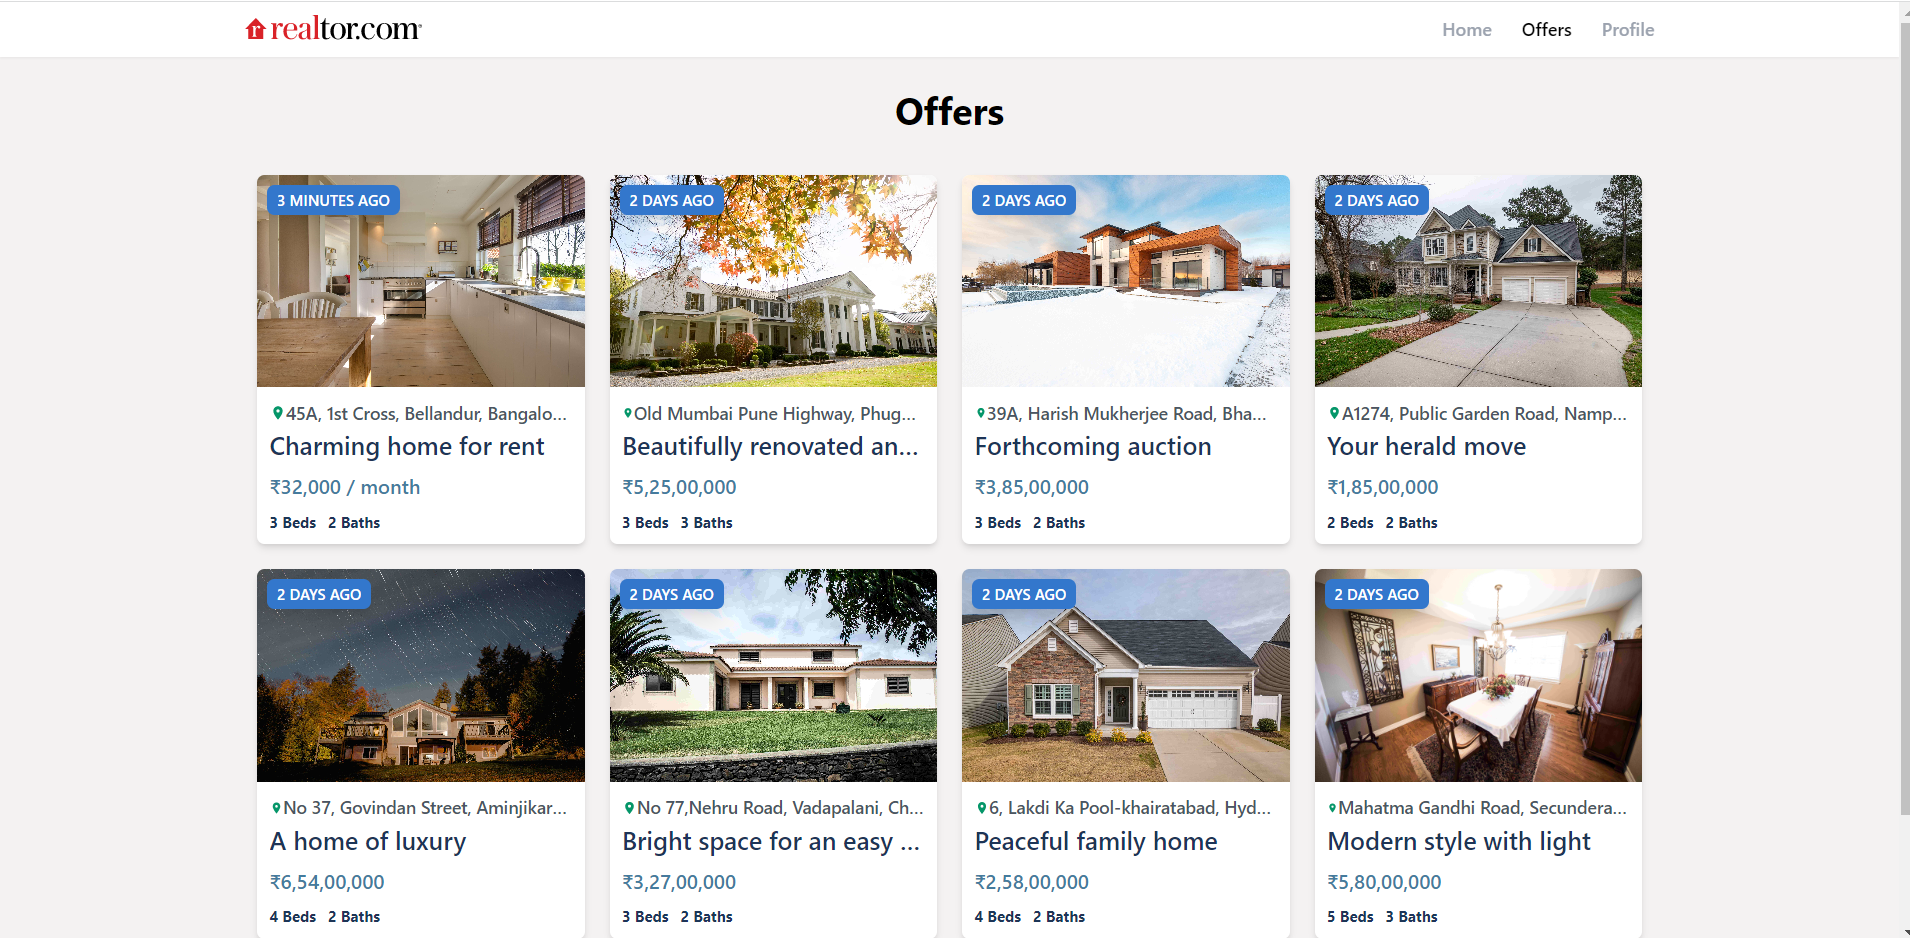 realtor.com
Home Offers Profile
Offers
3 MINUTES AGO
45A, 1st Cross, Bellandur, Bangalo...
Charming home for rent
₹32,000 / month
3 Beds 2 Baths
2 DAYS AGO
Old Mumbai Pune Highway, Phug...
Beautifully renovated an...
₹5,25,00,000
3 Beds 3 Baths
2 DAYS AGO
39A, Harish Mukherjee Road, Bha...
Forthcoming auction
₹3,85,00,000
3 Beds 2 Baths
2 DAYS AGO
A1274, Public Garden Road, Namp...
Your herald move
₹1,85,00,000
2 Beds 2 Baths
2 DAYS AGO
No 37, Govindan Street, Aminjikar...
A home of luxury
₹6,54,00,000
4 Beds 2 Baths
2 DAYS AGO
No 77,Nehru Road, Vadapalani, Ch...
Bright space for an easy ...
₹3,27,00,000
3 Beds 2 Baths
2 DAYS AGO
6, Lakdi Ka Pool-khairatabad, Hyd...
Peaceful family home
₹2,58,00,000
4 Beds 2 Baths
2 DAYS AGO
Mahatma Gandhi Road, Secundera...
Modern style with light
₹5,80,00,000
5 Beds 3 Baths